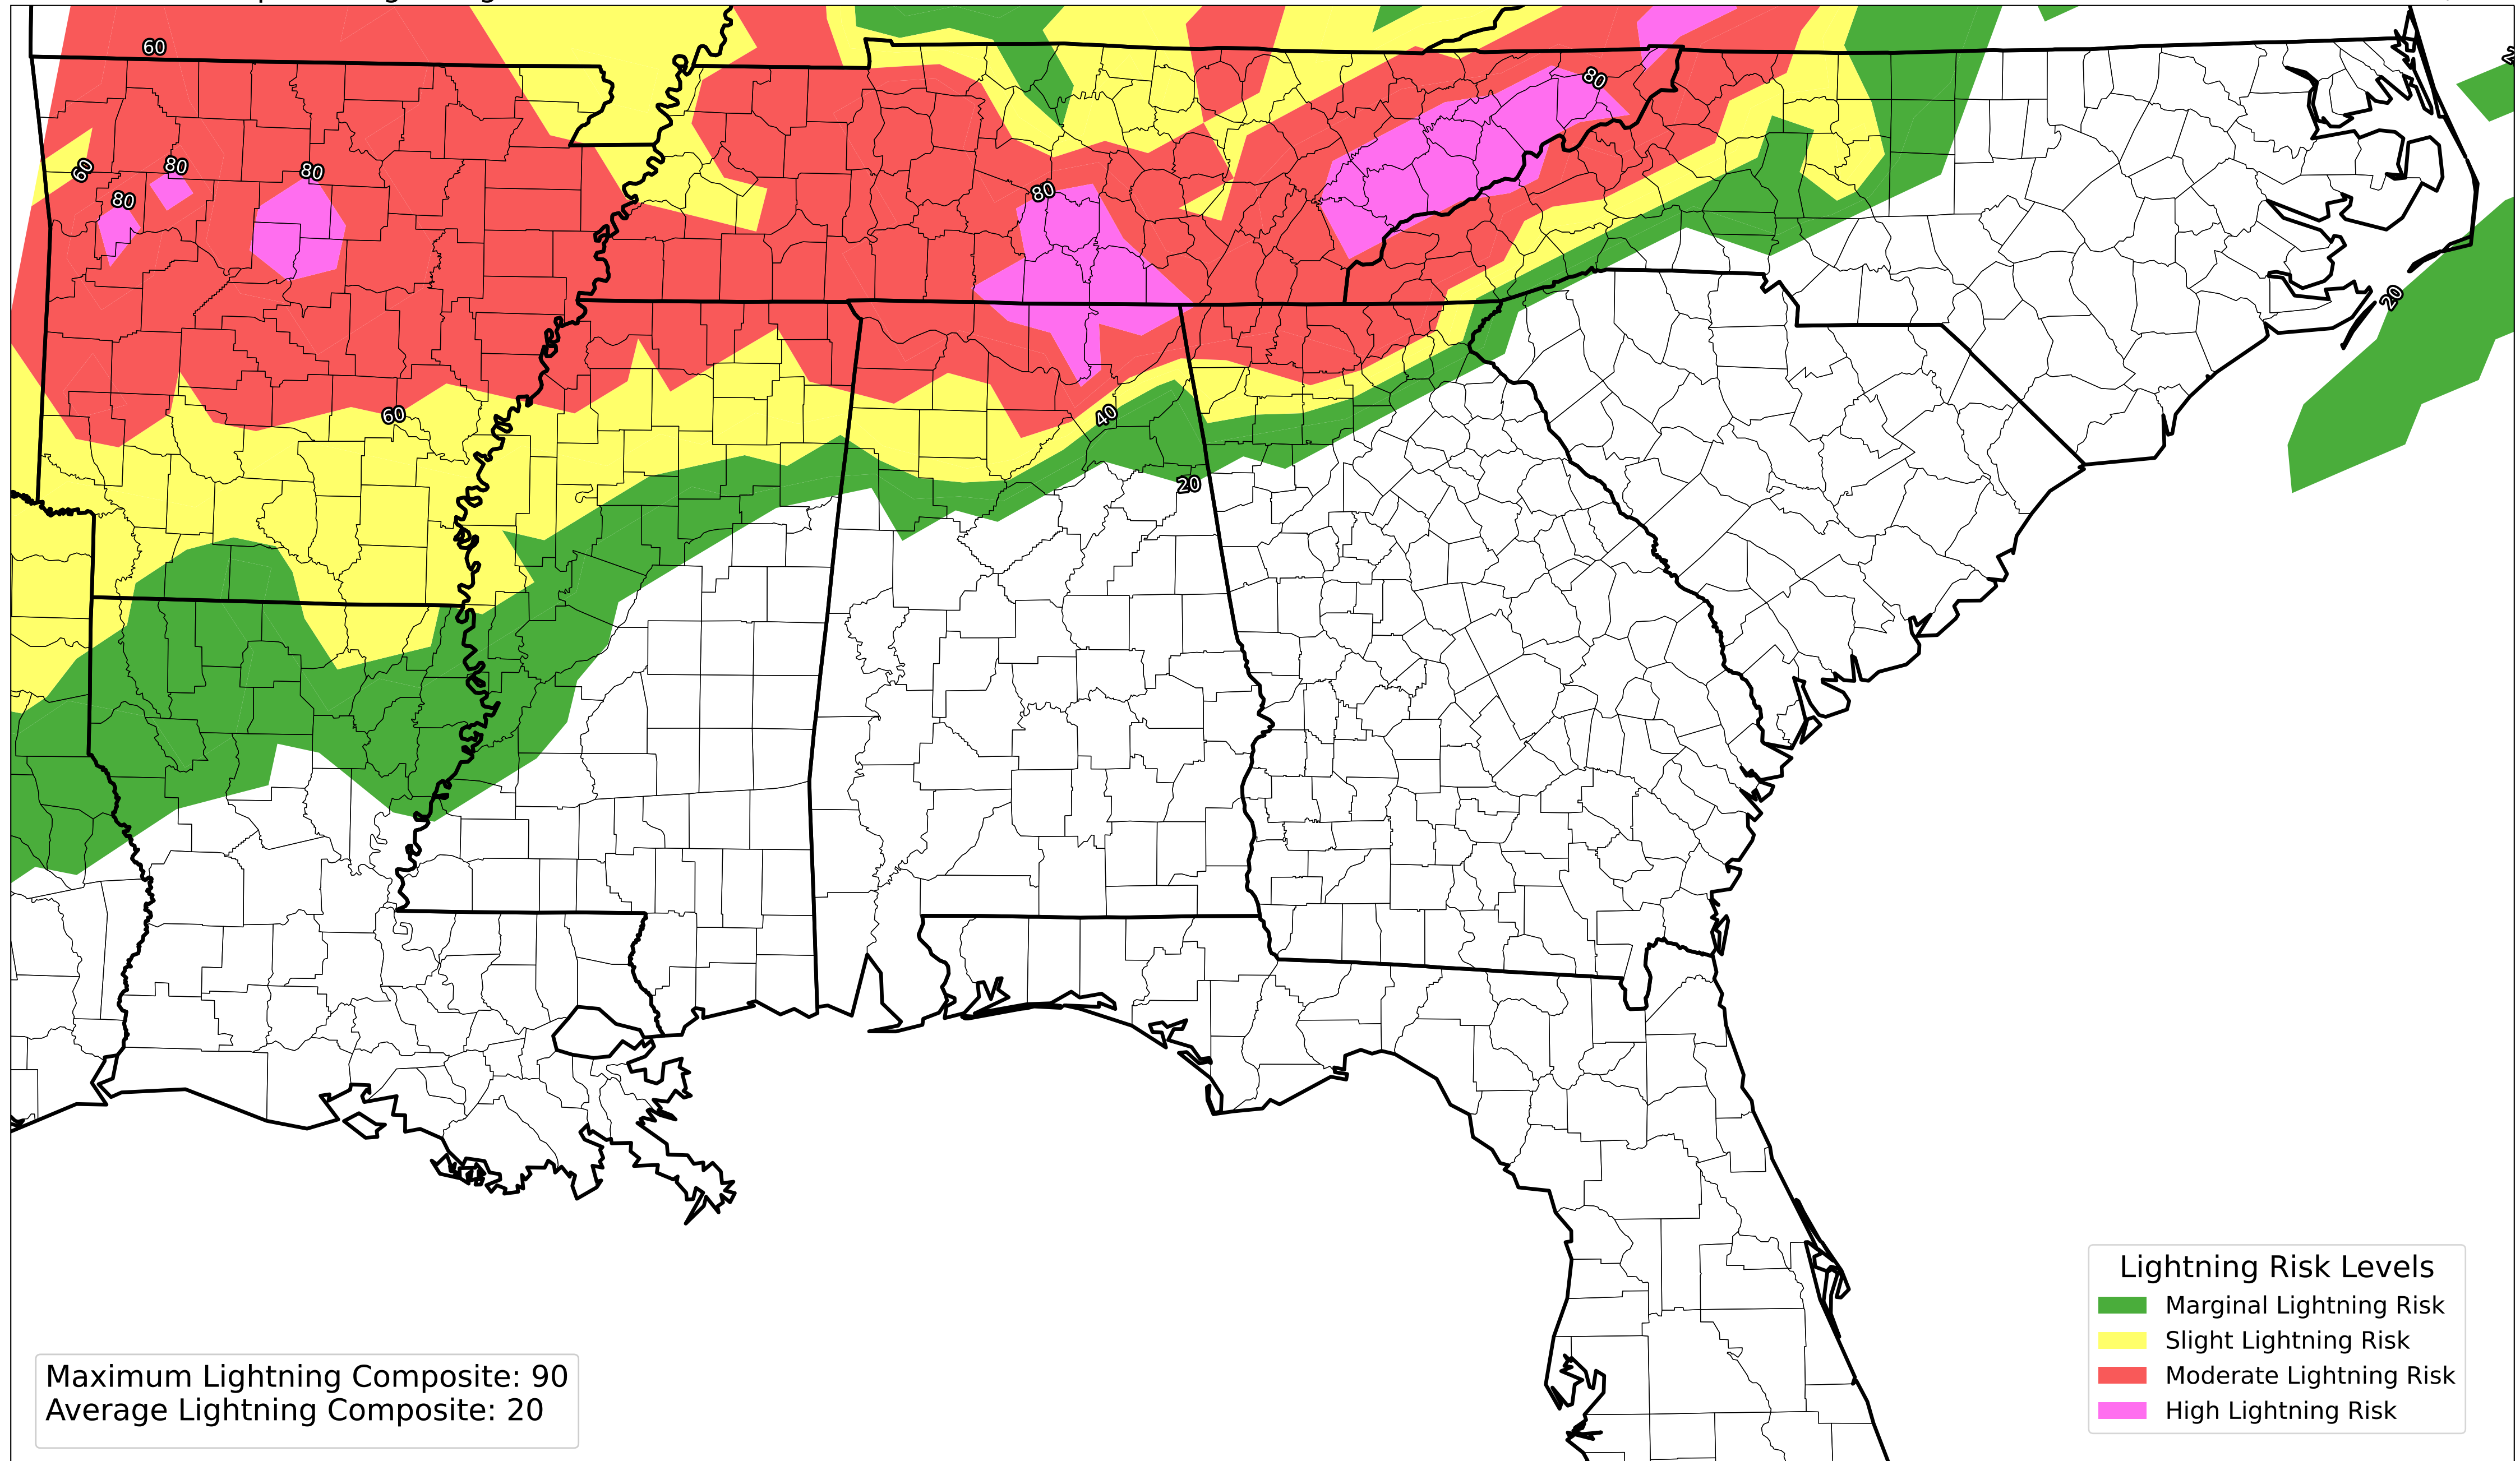 60
80
60
80
80
80
80
20
60
40
20
Lightning Risk Levels
Marginal Lightning Risk
Slight Lightning Risk
Moderate Lightning Risk
High Lightning Risk
Maximum Lightning Composite: 90
Average Lightning Composite: 20